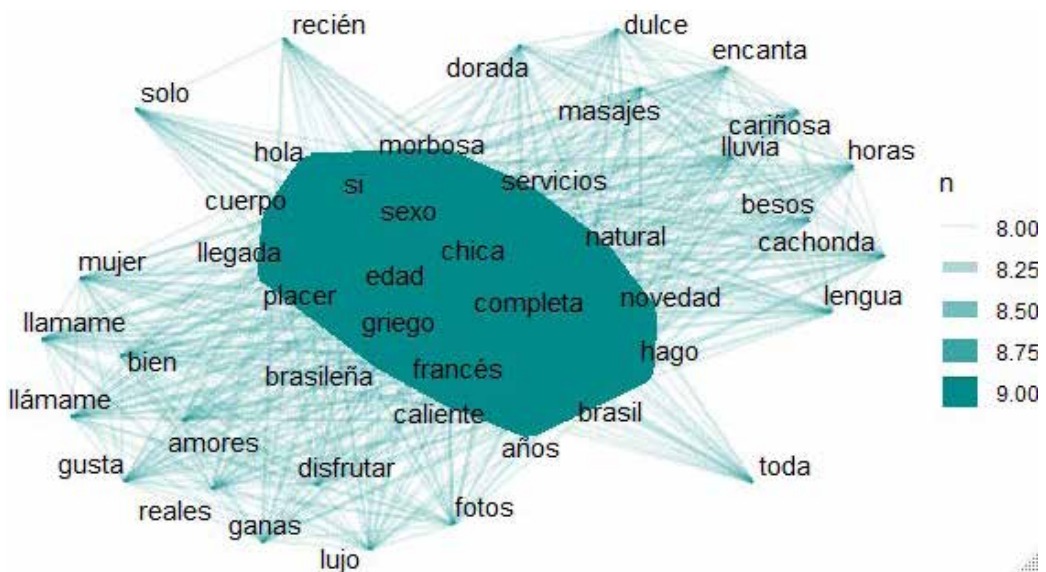 recién
dulce
encanta
dorada
solo
masajes
cariñosa
hola
morbosa
lluvia
horas
n
si
servicios
8.00
cuerpo
sexo
besos
8.25
llegada
chica
natural
cachonda
mujer
edad
8.50
placer
completa
novedad
lengua
llamame
griego
8.75
bien
hago
brasileña
francés
9.00
llámame
caliente
brasil
amores
años
gusta
disfrutar
toda
reales
ganas
fotos
lujo